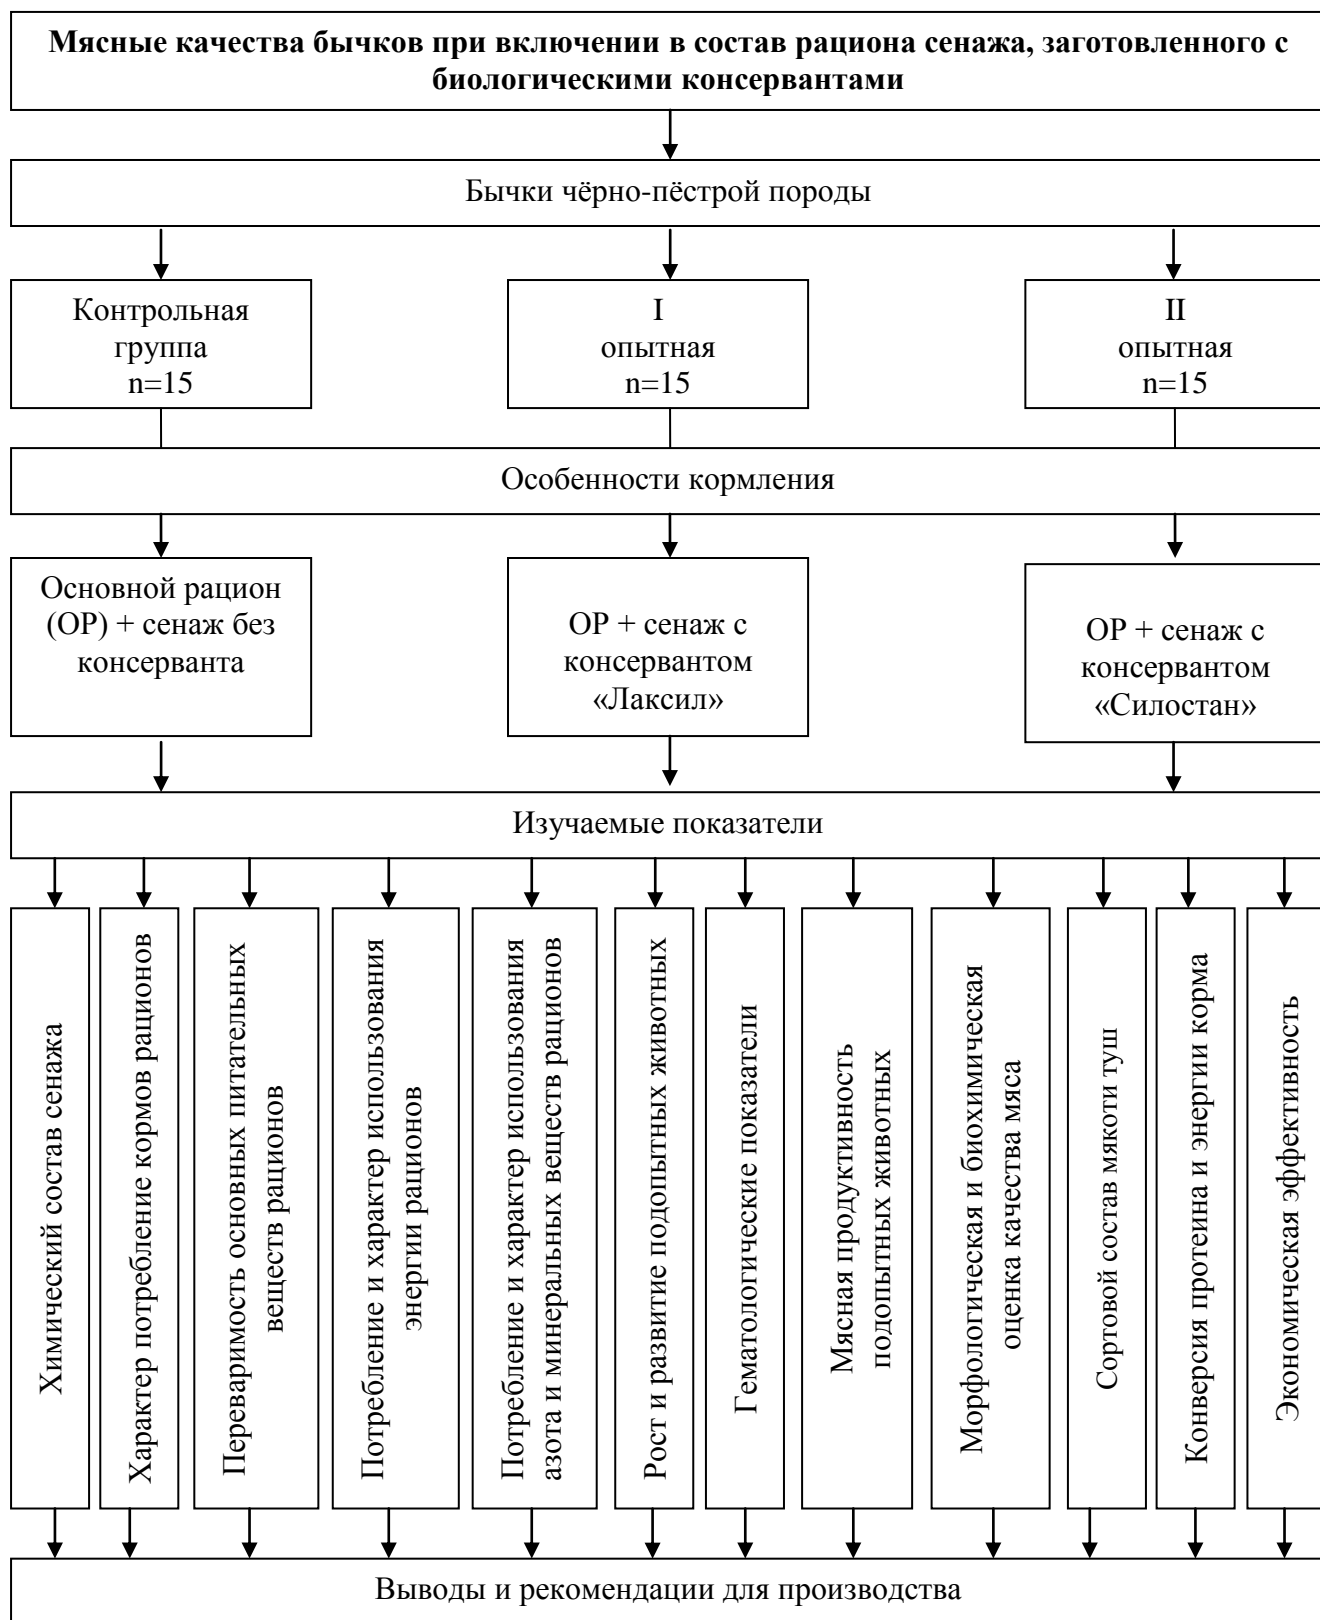 Мясные качества бычков при включении в состав рациона сенажа, заготовленного с
биологическими консервантами
Бычки чёрно-пёстрой породы
Контрольная
группа
n=15
I
опытная
n=15
II
опытная
n=15
Особенности кормления
Основной рацион
(ОР) + сенаж без
консерванта
ОР + сенаж с
консервантом
«Лаксил»
ОР + сенаж с
консервантом
«Силостан»
Изучаемые показатели
Химический состав сенажа
Характер потребление кормов рационов
Переваримость основных питательных
веществ рационов
Потребление и характер использования
энергии рационов
Потребление и характер использования
азота и минеральных веществ рационов
Рост и развитие подопытных животных
Гематологические показатели
Мясная продуктивность
подопытных животных
Морфологическая и биохимическая
оценка качества мяса
Сортовой состав мякоти туш
Конверсия протеина и энергии корма
Экономическая эффективность
Выводы и рекомендации для производства